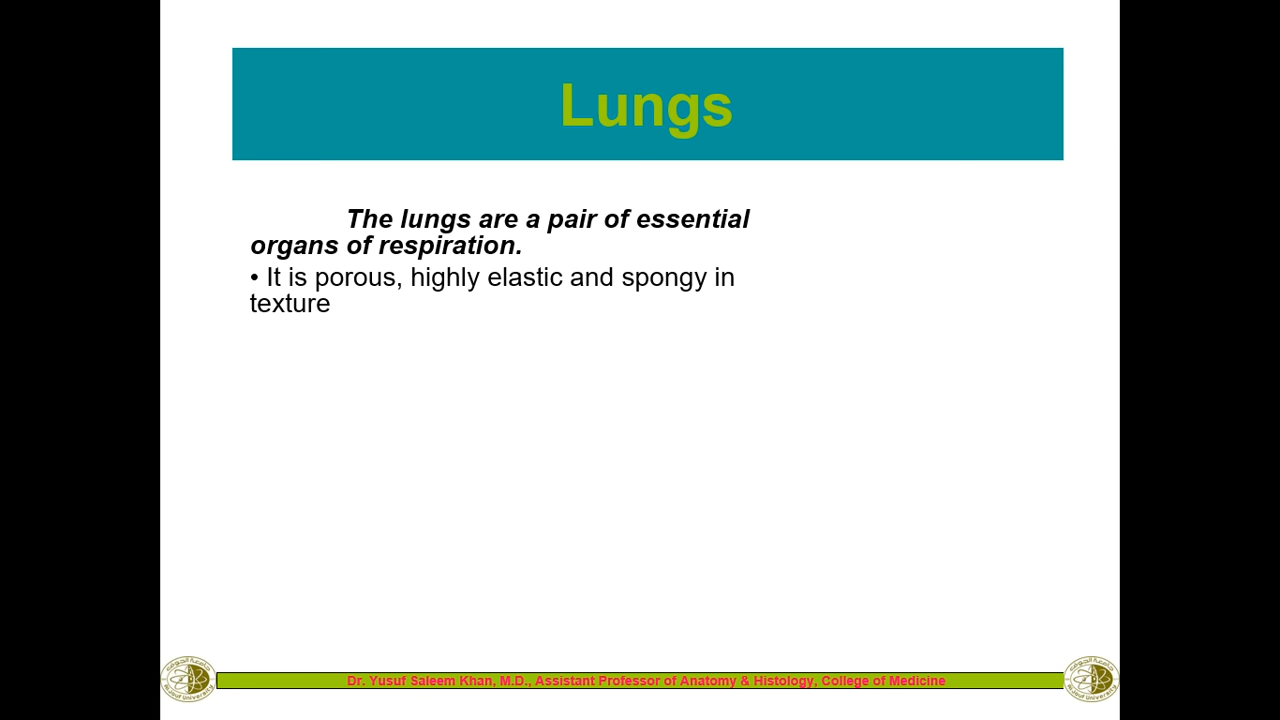 Lungs
The lungs are a pair of essential
organs of respiration.
• It is porous, highly elastic and spongy in
texture
Dr. Yusuf Saleem Khan, M.D., Assistant Professor of Anatomy & Histology, College of Medicine